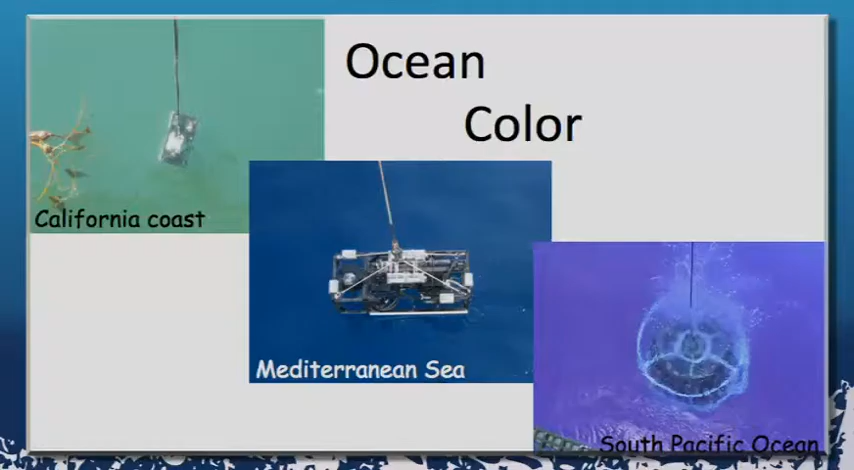 Ocean
Color
California coast
Mediterranean Sea
South Pacific Ocean